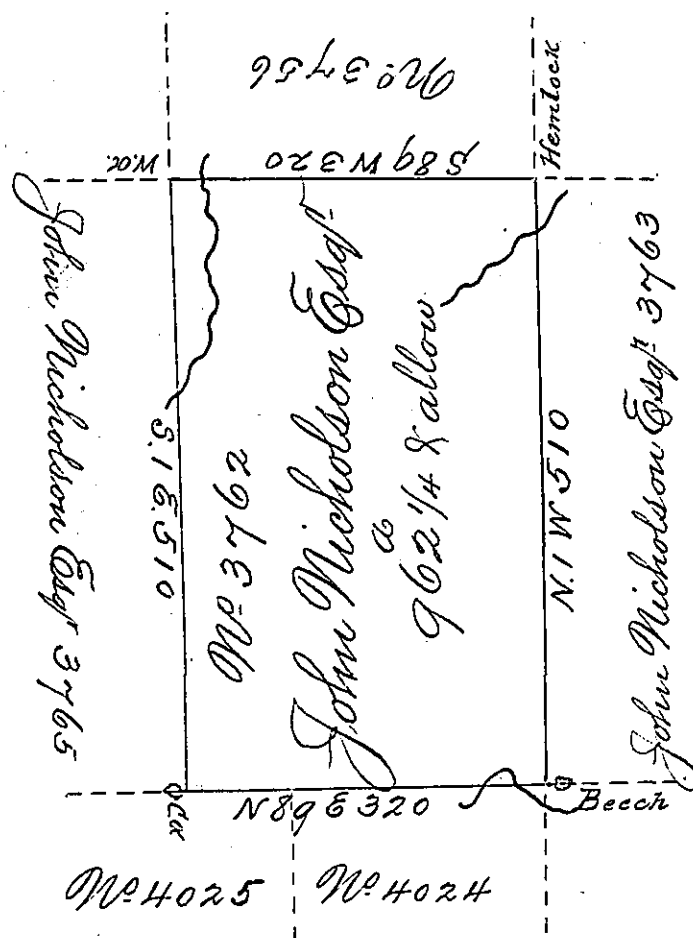 No 3756
W.o.
S 89 W 320
Hemlock
John Nicholson Esqr 3765
S.1 E.510
No 3762
John Nicholson Esqr
a
962 1/4 & allow
N.1 W 510
John Nicholson Esqr 3763
N 89 E 320
Beech
No 4025
No 4024